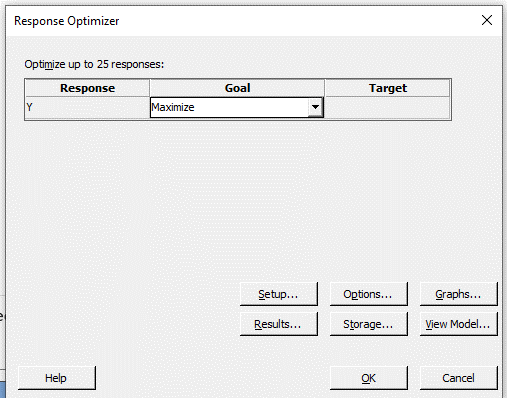 Response Optimizer
Optimize up to 25 responses:
Response Goal Target
Y Maximize
Setup... Options... Graphs...
Results... Storage... View Model...
Help OK Cancel